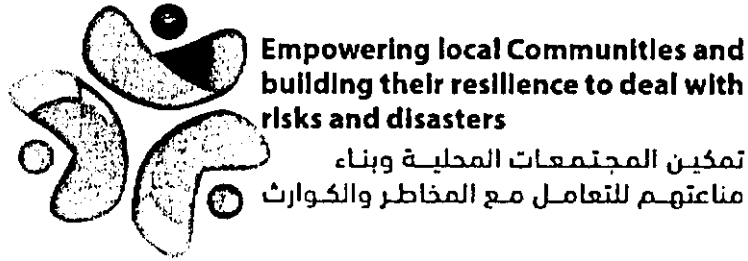 Empowering local Communities and
building their resilience to deal with
risks and disasters
تمكين المجتمعات المحلية وبناء
مناعتهم للتعامل مع المخاطر والكوارث